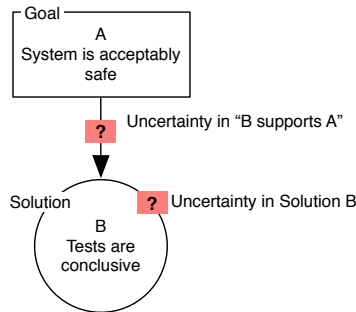 Goal
A
System is acceptably
safe
? Uncertainty in “B supports A”
Solution
? Uncertainty in Solution B
B
Tests are
conclusive